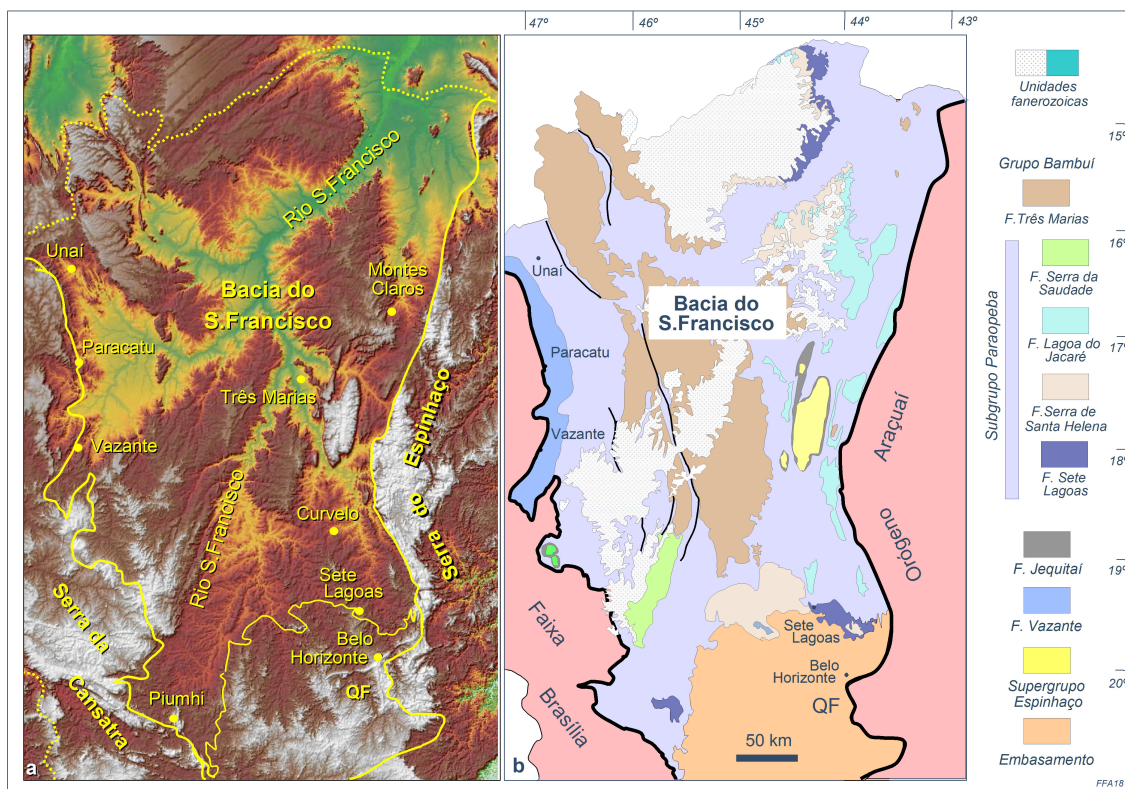 47º
46º
45º
44º
43º
Unaí
Rio S.Francisco
Montes
Claros
Bacia do
S.Francisco
Paracatu
Três Marias
Vazante
Espinhaço
Serra do
Rio S.Francisco
Curvelo
Sete
Lagoas
Serra da
Cansatra
Belo
Horizonte
QF
Piumhi
a
Unaí
Bacia do
S.Francisco
Paracatu
Vazante
Araçuaí
Orógeno
Faixa
Brasília
Sete
Lagoas
Belo
Horizonte
QF
50 km
b
Unidades
fanerozoicas
15º
Grupo Bambuí
F.Três Marias
16º
Subgrupo Paraopeba
F. Serra da
Saudade
F. Lagoa do
Jacaré
17º
F.Serra de
Santa Helena
F. Sete
Lagoas
18º
F. Jequitaí
19º
F. Vazante
Supergrupo
Espinhaço
20º
Embasamento
FFA18